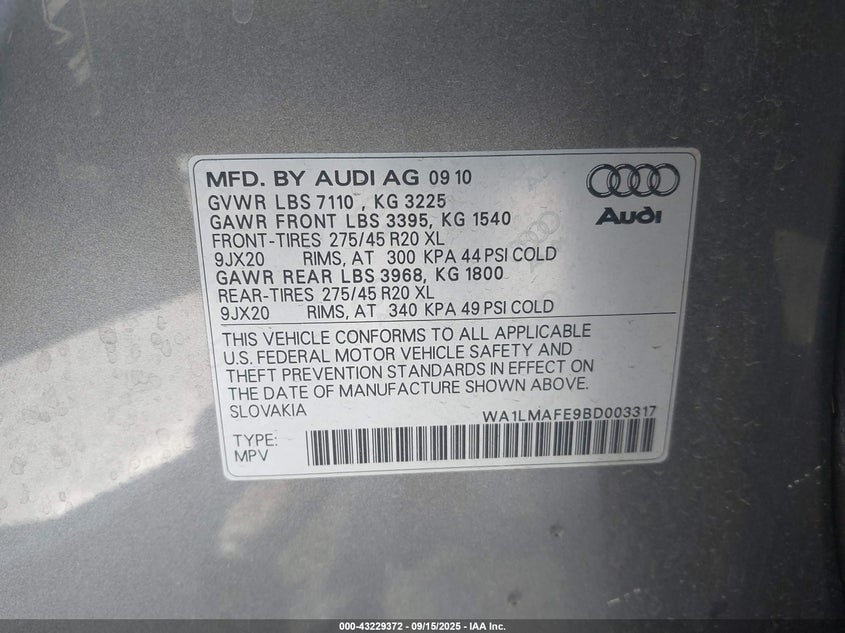 MFD. BY AUDI AG 09 10
GVWR LBS 7110 , KG 3225
GAWR FRONT LBS 3395, KG 1540
FRONT-TIRES 275/45 R20 XL
9JX20 RIMS, AT 300 KPA 44 PSI COLD
GAWR REAR LBS 3968, KG 1800
REAR-TIRES 275/45 R20 XL
9JX20 RIMS, AT 340 KPA 49 PSI COLD
Audi
THIS VEHICLE CONFORMS TO ALL APPLICABLE
U.S. FEDERAL MOTOR VEHICLE SAFETY AND
THEFT PREVENTION STANDARDS IN EFFECT ON
THE DATE OF MANUFACTURE SHOWN ABOVE.
SLOVAKIA WA1LMAFE9BD003317
TYPE:
MPV
000-43229372 - 09/15/2025 - IAA Inc.